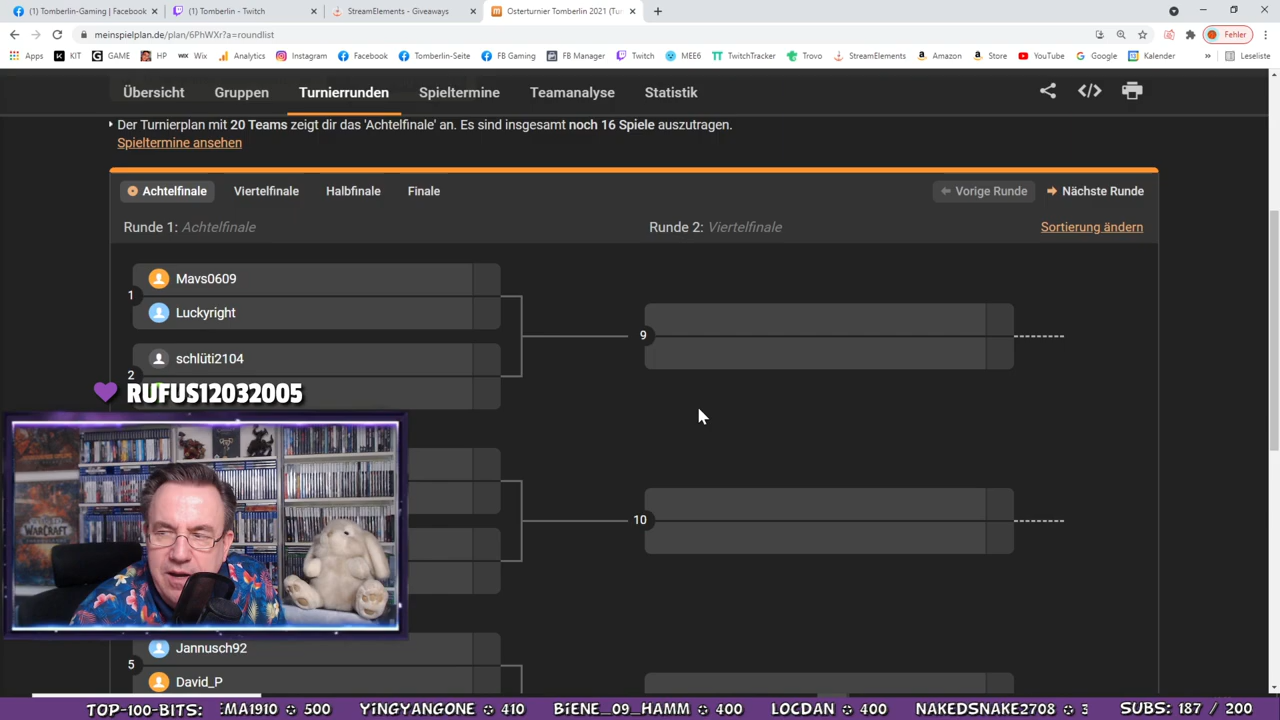 (1) Tomberlin-Gaming | Facebook
(1) Tomberlin - Twitch
StreamElements - Giveaways
Osterturnier Tomberlin 2021 (Tur
meinspielplan.de/plan/6PhWXr?a=roundlist
Fehler
Apps
KIT
GAME
HP
Wix
Analytics
Instagram
Facebook
Tomberlin-Seite
FB Gaming
FB Manager
Twitch
MEE6
TwitchTracker
Trovo
StreamElements
Amazon
Store
YouTube
Google
Kalender
Leseliste
Übersicht
Gruppen
Turnierrunden
Spieltermine
Teamanalyse
Statistik
Der Turnierplan mit 20 Teams zeigt dir das 'Achtelfinale' an. Es sind insgesamt noch 16 Spiele auszutragen.
Spieltermine ansehen
Achtelfinale
Viertelfinale
Halbfinale
Finale
Vorige Runde
Nächste Runde
Runde 1: Achtelfinale
Runde 2: Viertelfinale
Sortierung ändern
Mavs0609
1
Luckyright
9
schlüti2104
2
RUFUS12032005
10
WARCRAFT
Jannusch92
5
David_P
TOP-100-BITS: :MA1910 ✪ 500 YINGYANGONE ✪ 410 BIENE_09_HAMM ✪ 400 LOCDAN ✪ 400 NAKEDSNAKE2708 ✪ 3 SUBS: 187 / 200